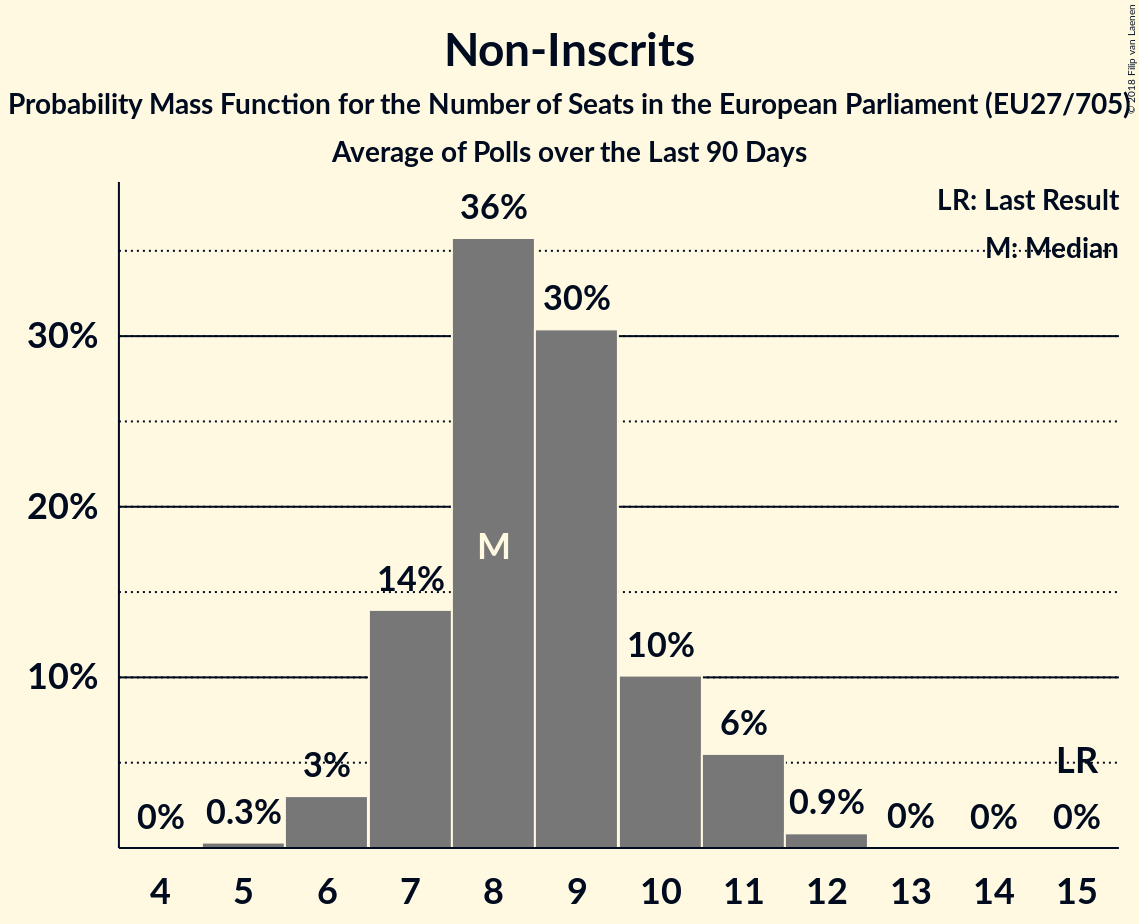 Non-Inscrits
Probability Mass Function for the Number of Seats in the European Parliament (EU27/705)
Average of Polls over the Last 90 Days
© 2018 Filip van Laenen
LR: Last Result
M: Median
36%
30%
30%
20%
M
14%
10%
10%
6%
3%
LR
0%
0.3%
0.9%
0%
0%
0%
4 5 6 7 8 9 10 11 12 13 14 15